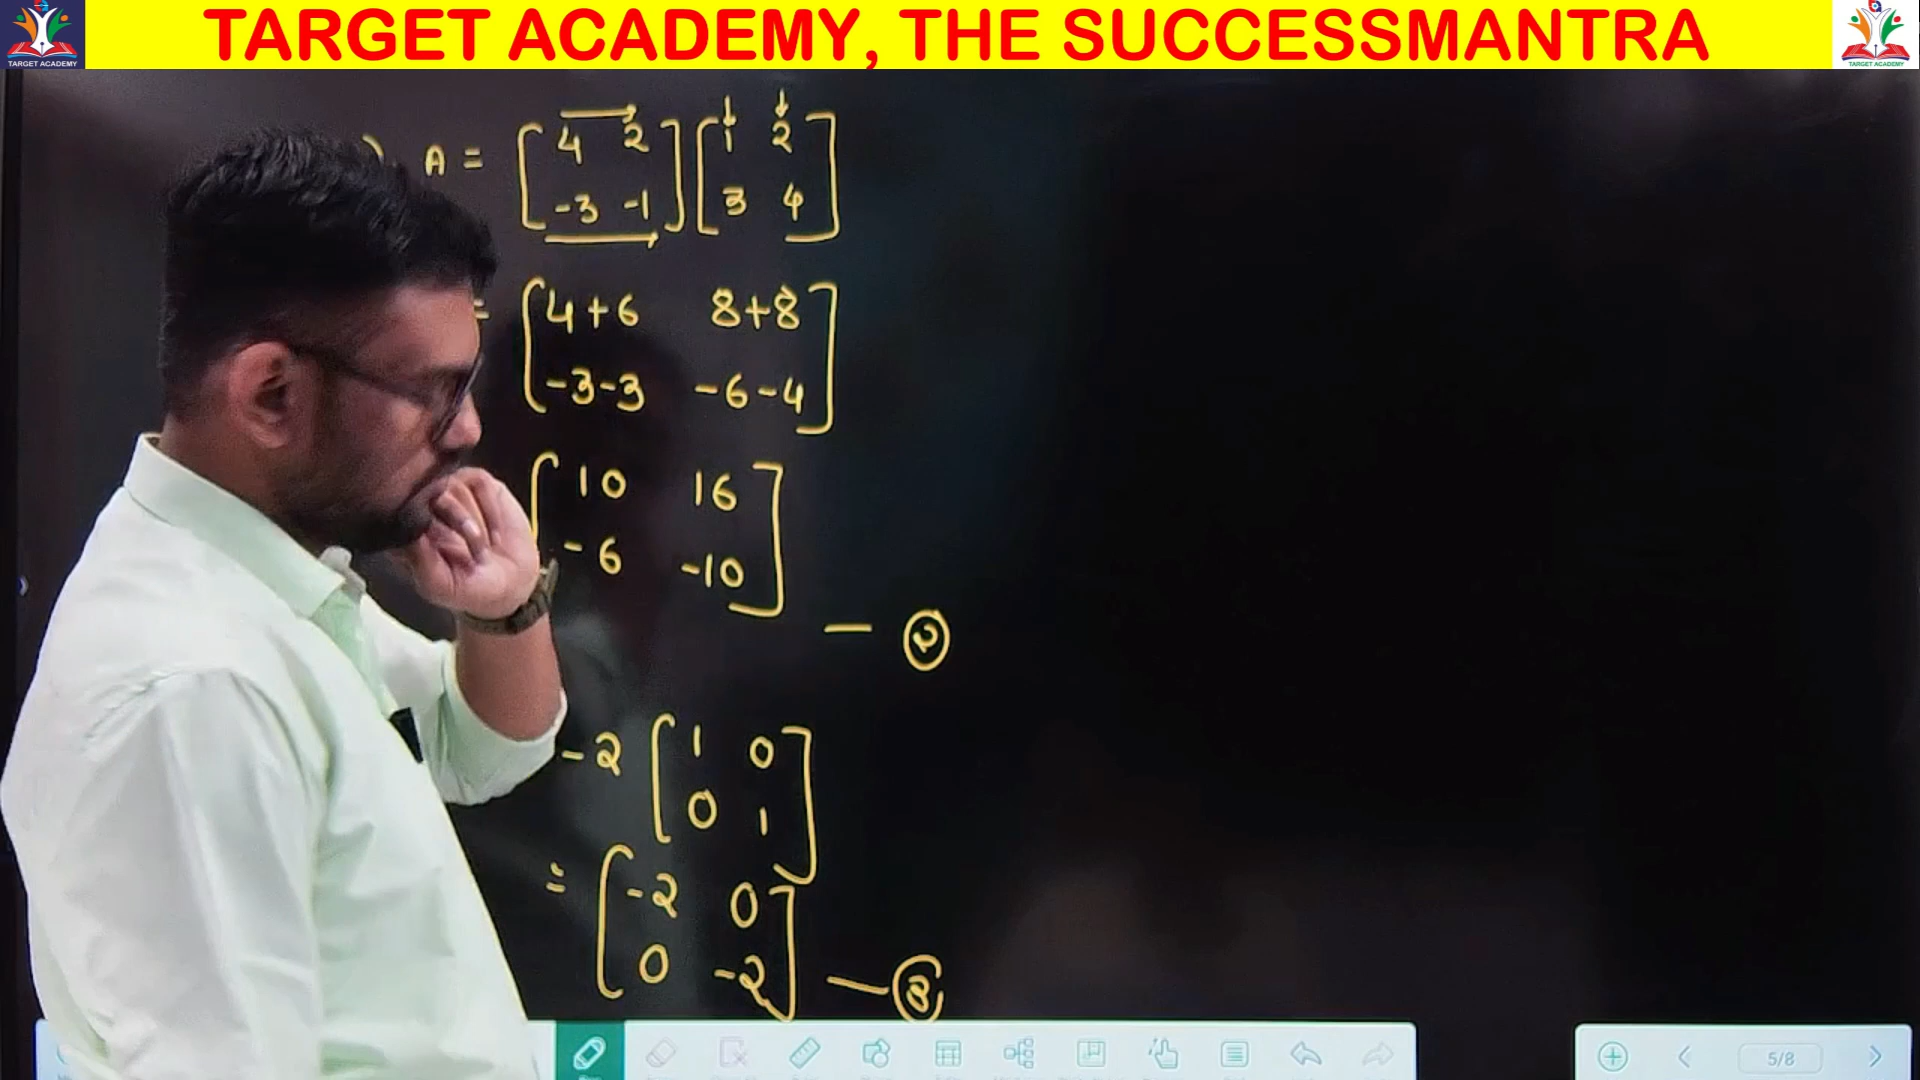 TARGET ACADEMY, THE SUCCESSMANTRA
TARGET ACADEMY
TARGET ACADEMY
) A = [4 2] [1 2]
[-3 -1] [3 4]
= [4+6 8+8]
[-3-3 -6-4]
[10 16]
[-6 -10]
— २
-2 [1 0]
[0 1]
= [-2 0]
[0 -2] — ३
5/8